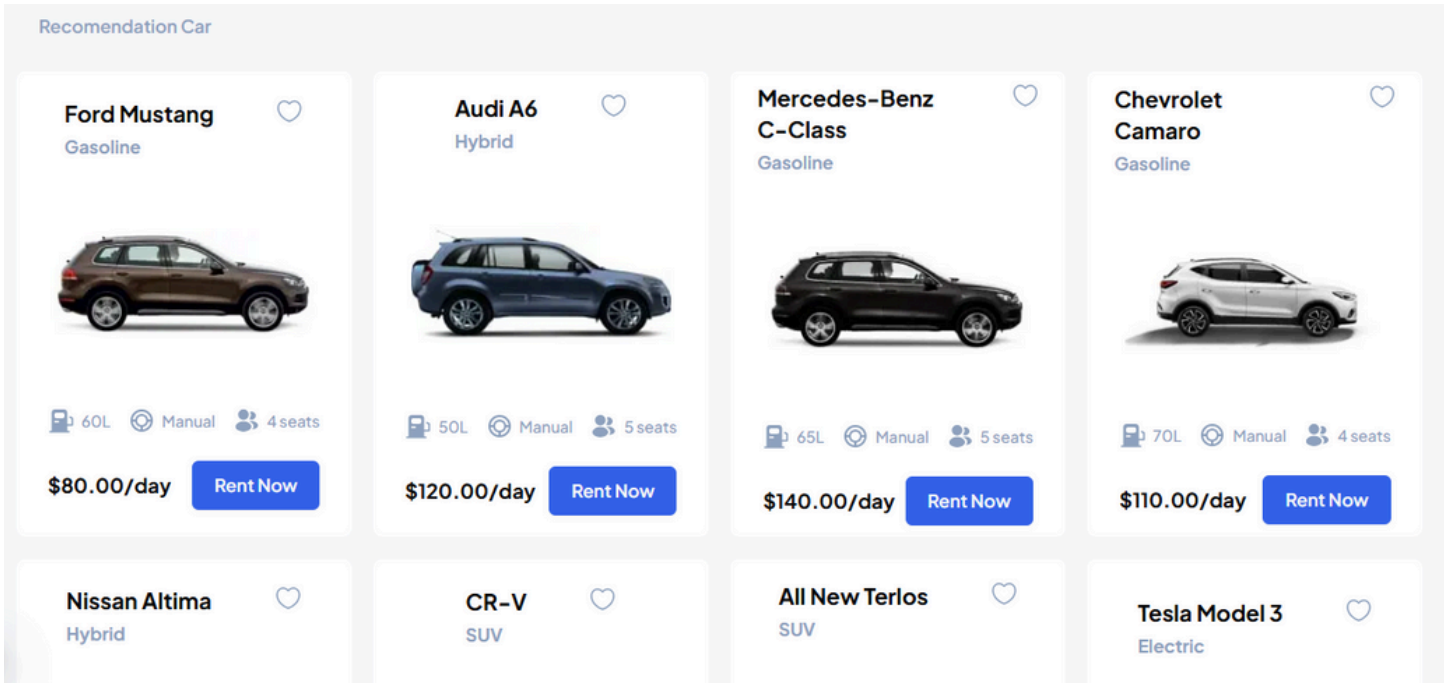 Recomendation Car
Ford Mustang
Gasoline
60L Manual 4 seats
$80.00/day Rent Now
Audi A6
Hybrid
50L Manual 5 seats
$120.00/day Rent Now
Mercedes-Benz
C-Class
Gasoline
65L Manual 5 seats
$140.00/day Rent Now
Chevrolet
Camaro
Gasoline
70L Manual 4 seats
$110.00/day Rent Now
Nissan Altima
Hybrid
CR-V
SUV
All New Terlos
SUV
Tesla Model 3
Electric